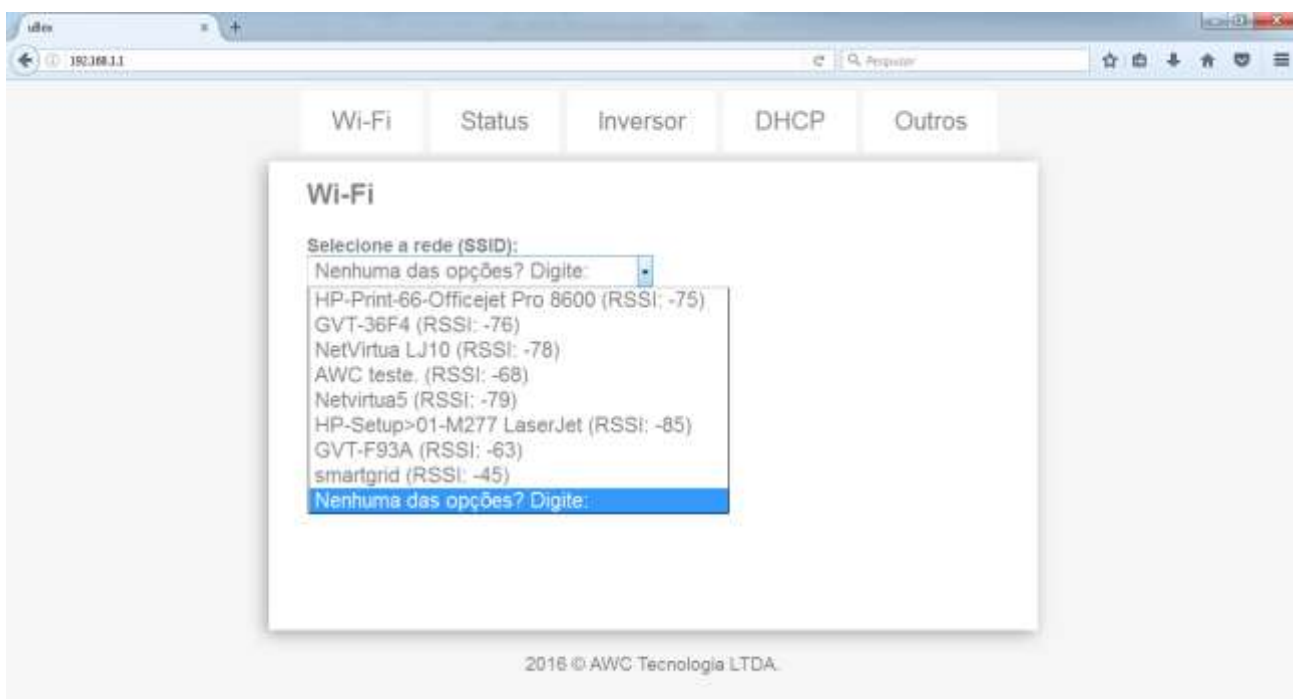 uBox
192.168.1.1
Pesquisar
Wi-Fi Status Inversor DHCP Outros
Wi-Fi
Selecione a rede (SSID):
Nenhuma das opções? Digite:
HP-Print-66-Officejet Pro 8600 (RSSI: -75)
GVT-36F4 (RSSI: -76)
NetVirtua LJ10 (RSSI: -78)
AWC teste. (RSSI: -68)
Netvirtua5 (RSSI: -79)
HP-Setup>01-M277 LaserJet (RSSI: -85)
GVT-F93A (RSSI: -63)
smartgrid (RSSI: -45)
Nenhuma das opções? Digite:
2016 © AWC Tecnologia LTDA.